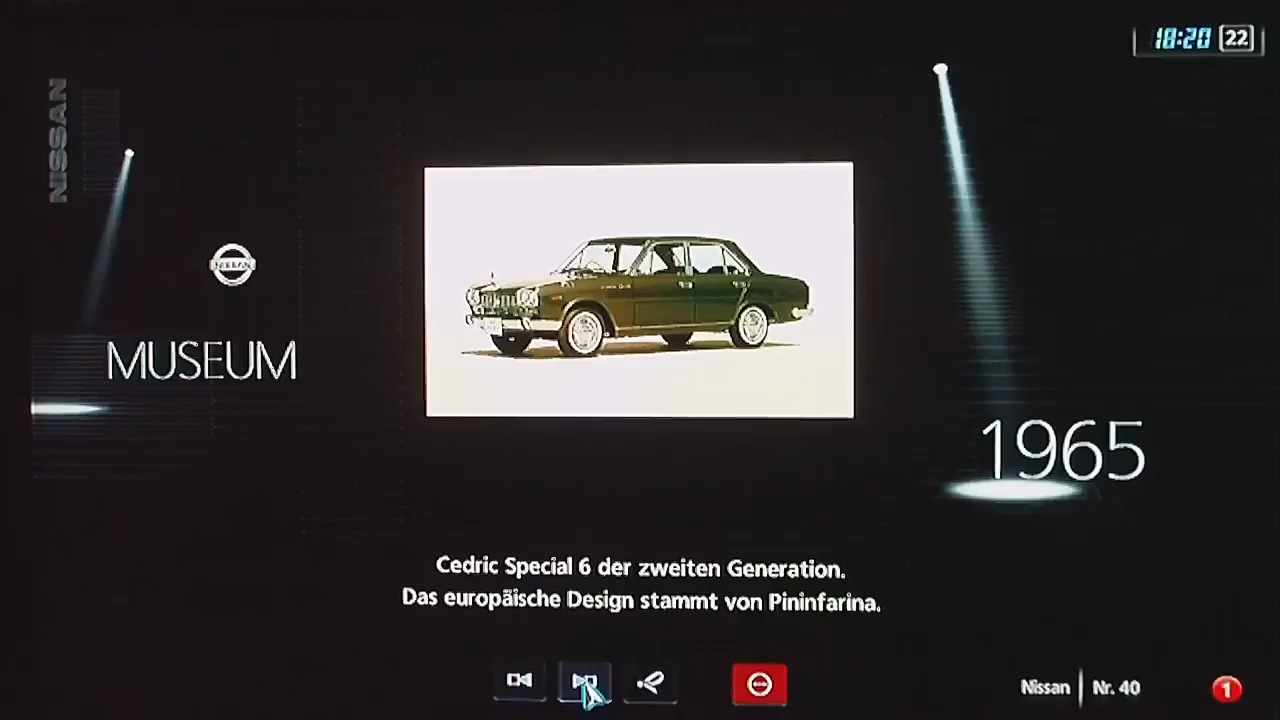 18:20 22
NISSAN
NISSAN
MUSEUM
1965
Cedric Special 6 der zweiten Generation.
Das europäische Design stammt von Pininfarina.
Nissan Nr. 40
1